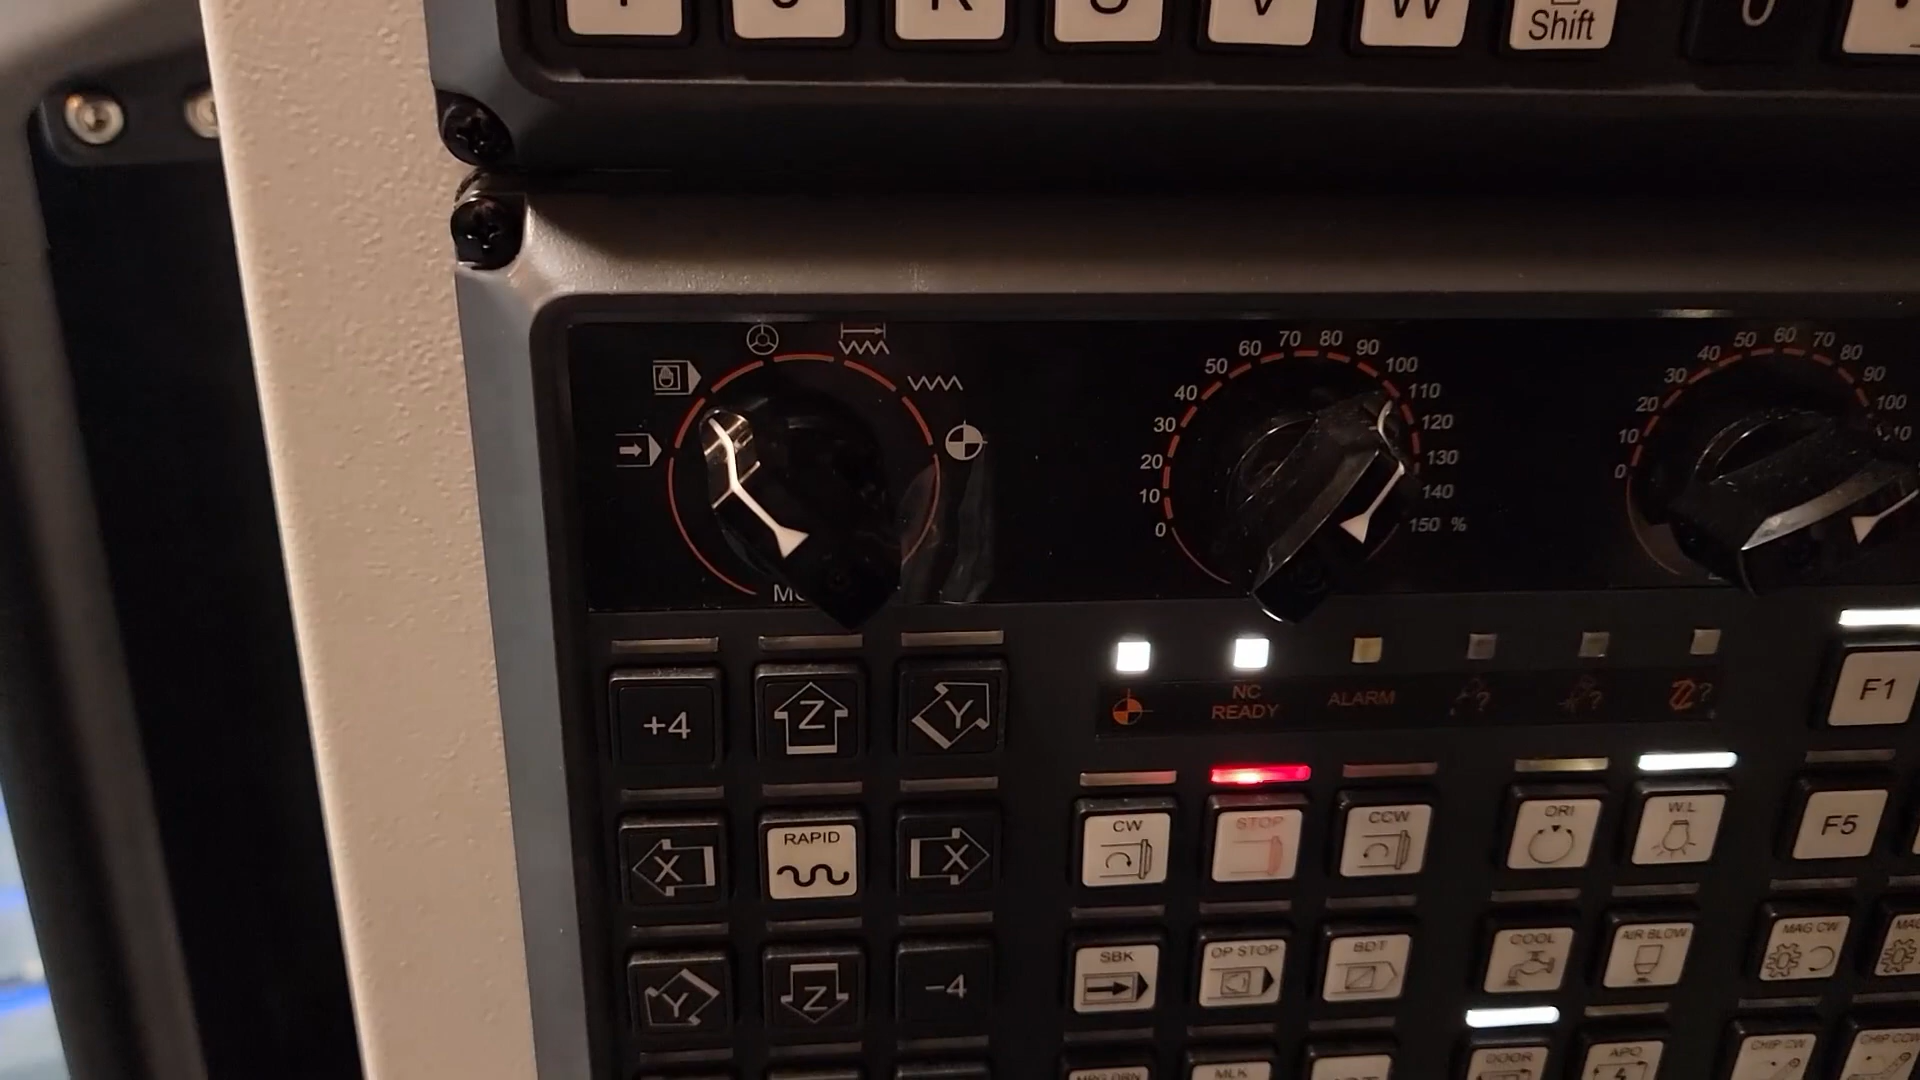 Shift
50 60 70 80 90 100 110 120 130 140 150 %
0 10 20 30 40
0 10 20 30 40 50 60 70 80 90 100
+4 Z Y
NC READY
ALARM
? ? ?
F1
X RAPID X
CW STOP CCW
ORI W.L
F5
Y Z -4
SBK OP STOP BDT
COOL AIR BLOW
MAG CW
MLK
DOOR APO
CHIP CW CHIP CCW